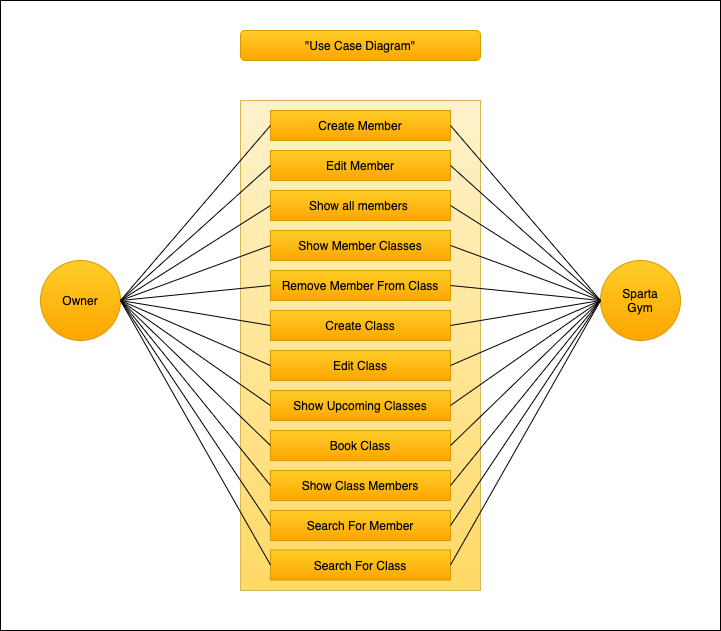 "Use Case Diagram"
Create Member
Edit Member
Show all members
Show Member Classes
Owner
Remove Member From Class
Sparta
Gym
Create Class
Edit Class
Show Upcoming Classes
Book Class
Show Class Members
Search For Member
Search For Class